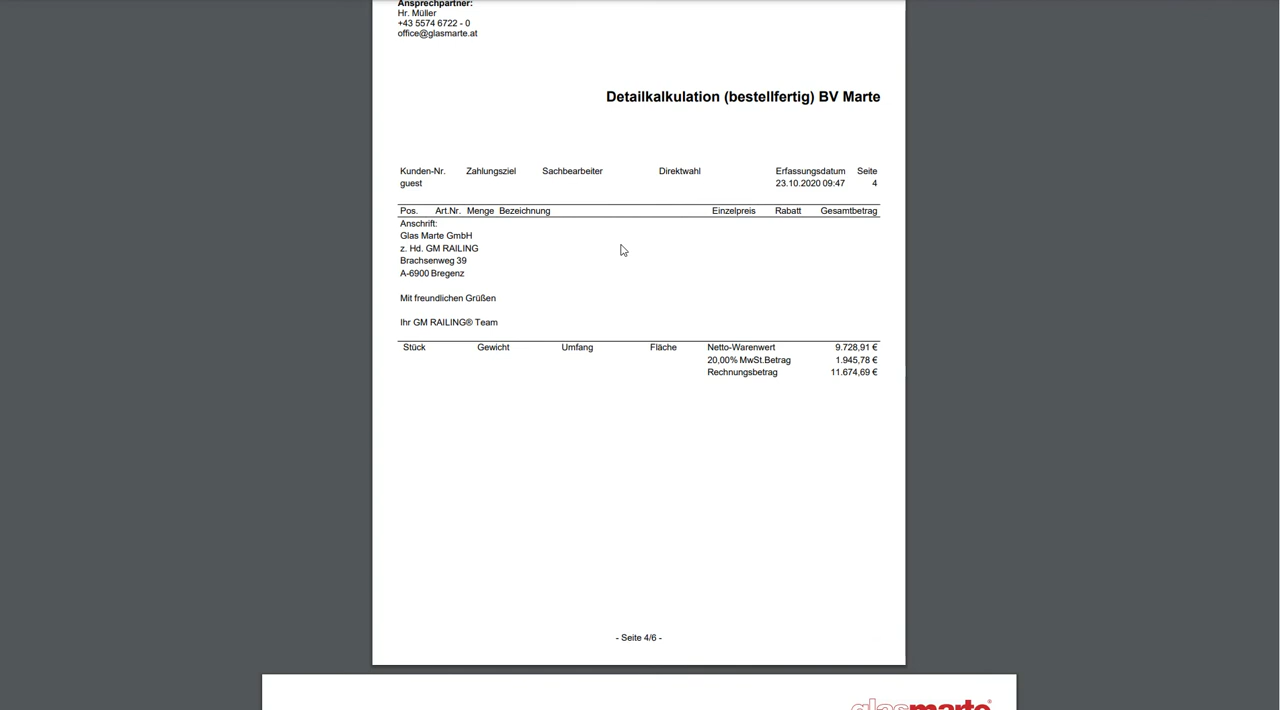 Ansprechpartner:
Hr. Müller
+43 5574 6722 - 0
office@glasmarte.at
Detailkalkulation (bestellfertig) BV Marte
Kunden-Nr. Zahlungsziel Sachbearbeiter Direktwahl Erfassungsdatum Seite
guest 23.10.2020 09:47 4
Pos. Art.Nr. Menge Bezeichnung Einzelpreis Rabatt Gesamtbetrag
Anschrift:
Glas Marte GmbH
z. Hd. GM RAILING
Brachsenweg 39
A-6900 Bregenz
Mit freundlichen Grüßen
Ihr GM RAILING® Team
Stück Gewicht Umfang Fläche Netto-Warenwert 9.728,91 €
20,00% MwSt.Betrag 1.945,78 €
Rechnungsbetrag 11.674,69 €
- Seite 4/6 -
glasmarte®